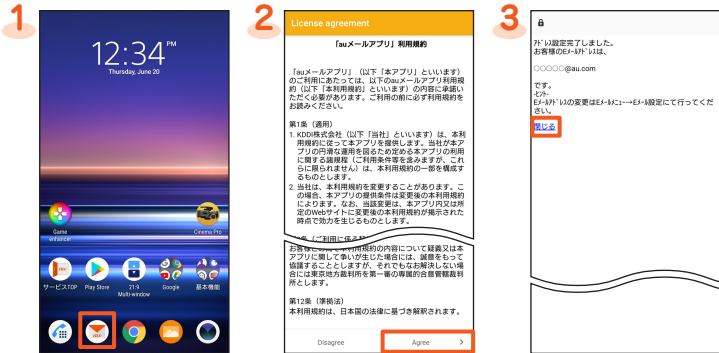 1
12:34 PM
Thursday, June 20
Game
enhancer
Cinema Pro
サービスTOP
Play Store
21:9
Multi-window
Google
基本機能
2
License agreement
「auメールアプリ」利用規約
「auメールアプリ」（以下「本アプリ」といいます）
のご利用にあたっては、以下のauメールアプリ利用規
約（以下「本利用規約」といいます）の内容に承諾い
ただく必要があります。ご利用の前に必ず利用規約を
お読みください。
第1条（適用）
1. KDDI株式会社（以下「当社」といいます）は、本利
用規約に従って本アプリを提供します。当社が本ア
プリの円滑な運用を図るため定める本アプリの利用
に関する諸規程（ご利用条件等を含みますが、これ
らに限られません）は、本利用規約の一部を構成す
るものとします。
2. 当社は、本利用規約を変更することがあります。こ
の場合、本アプリの提供条件は変更後の本利用規約
によります。なお、当該変更は、本アプリ内又は所
定のWebサイトに変更後の本利用規約が掲示された
時点で効力を生じるものとします。
条（ご利用に係る
本利用規約の内容について疑義又は本
アプリに関して争いが生じた場合には、誠意をもって
協議することとしますが、それでもなお解決しない場
合には東京地方裁判所を第一審の専属的合意管轄裁判
所とします。
第12条（準拠法）
本利用規約は、日本国の法律に基づき解釈されます。
Disagree
Agree >
3
ｱﾄﾞﾚｽ設定完了しました。
お客様のEﾒｰﾙｱﾄﾞﾚｽは、
○○○○○@au.com
です。
-ﾋﾝﾄ-
Eﾒｰﾙｱﾄﾞﾚｽの変更はEﾒｰﾙﾒﾆｭｰ→Eﾒｰﾙ設定にて行ってくだ
さい。
閉じる